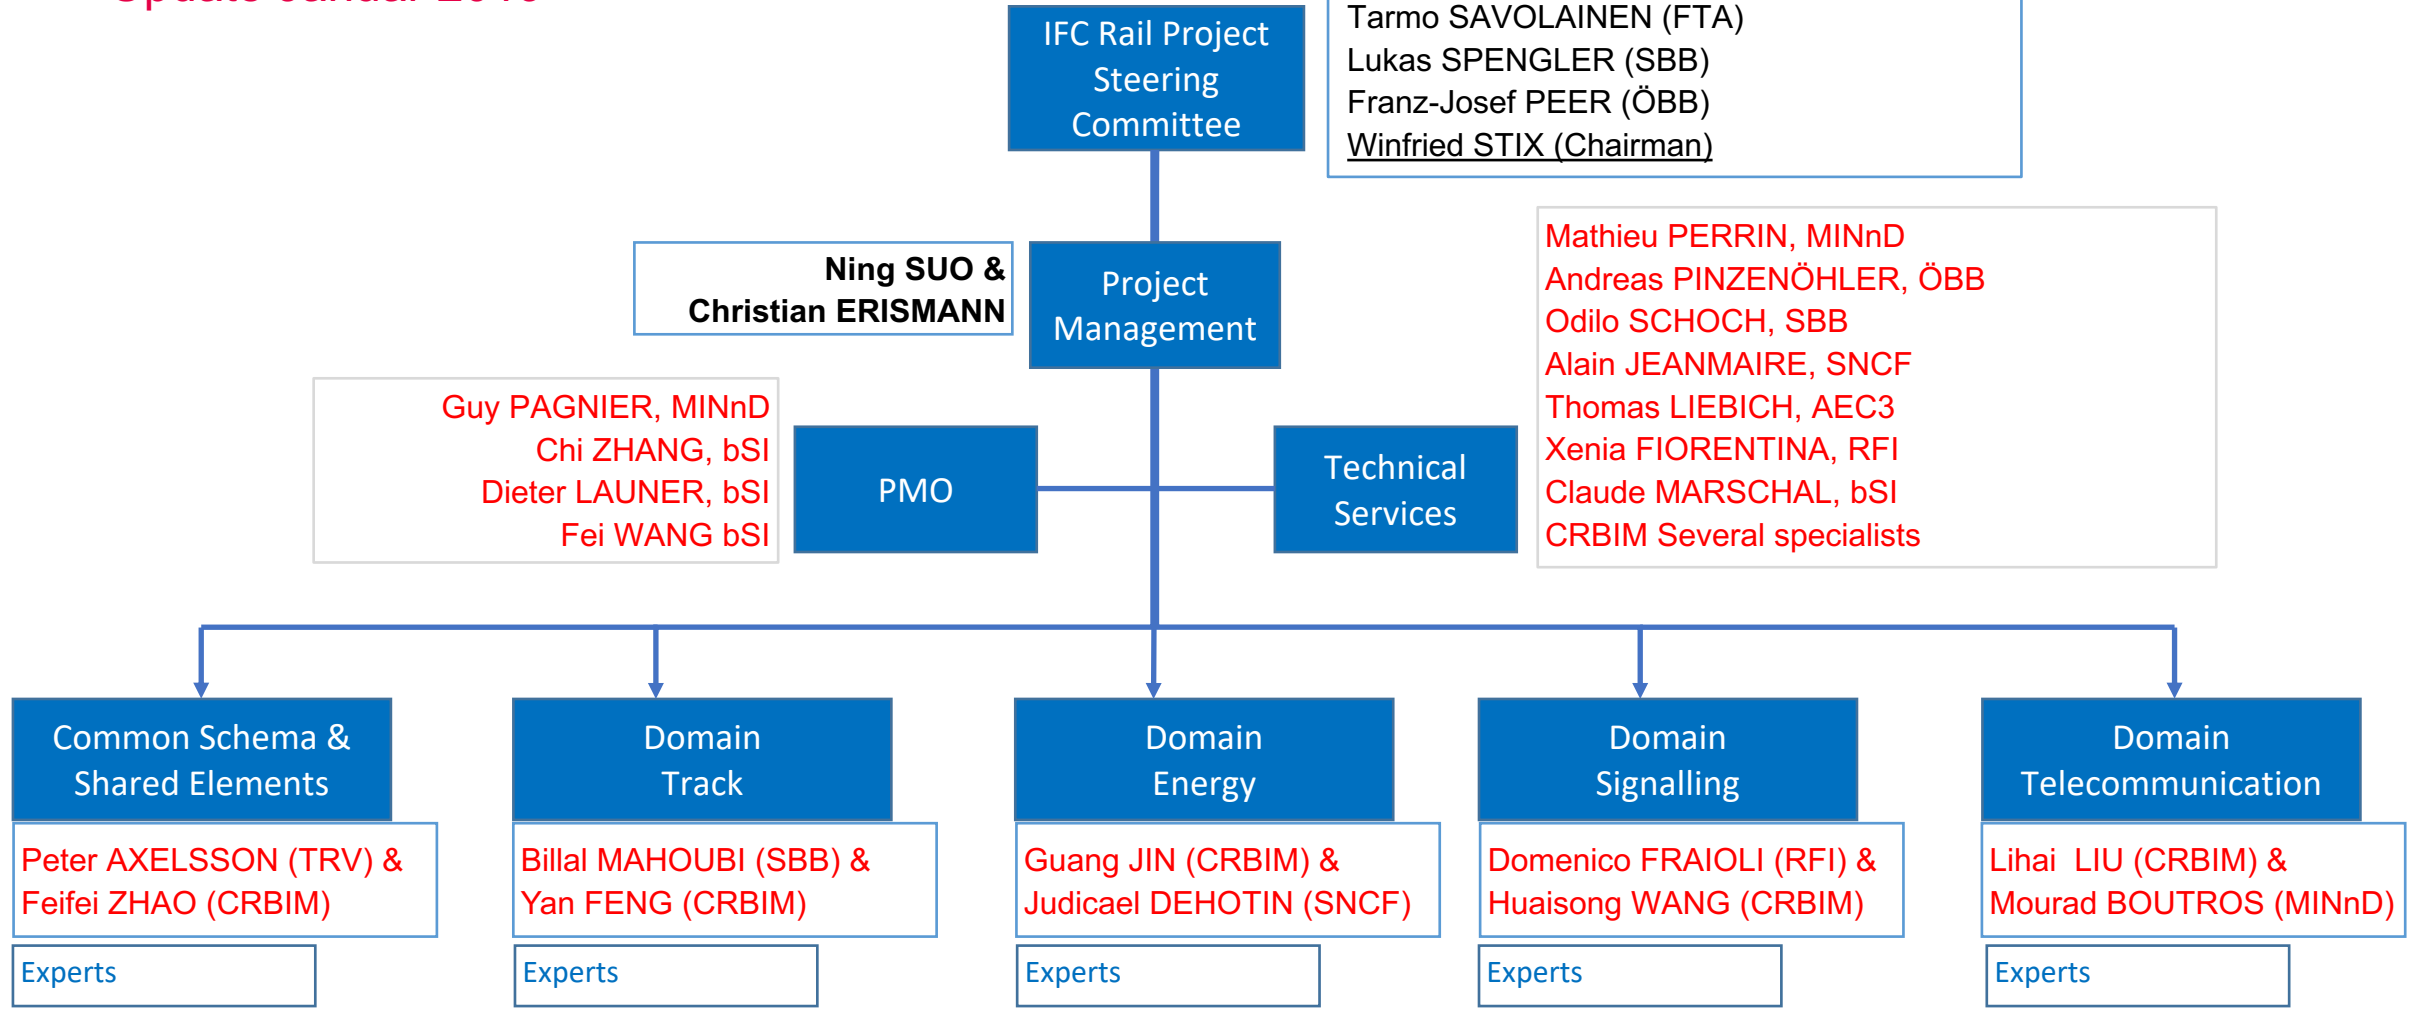 IFC Rail Project
Steering
Committee
Tarmo SAVOLAINEN (FTA)
Lukas SPENGLER (SBB)
Franz-Josef PEER (ÖBB)
Winfried STIX (Chairman)
Ning SUO &
Christian ERISMANN
Project
Management
Mathieu PERRIN, MINnD
Andreas PINZENÖHLER, ÖBB
Odilo SCHOCH, SBB
Alain JEANMAIRE, SNCF
Thomas LIEBICH, AEC3
Xenia FIORENTINA, RFI
Claude MARSCHAL, bSI
CRBIM Several specialists
Guy PAGNIER, MINnD
Chi ZHANG, bSI
Dieter LAUNER, bSI
Fei WANG bSI
PMO
Technical
Services
Common Schema &
Shared Elements
Peter AXELSSON (TRV) &
Feifei ZHAO (CRBIM)
Experts
Domain
Track
Billal MAHOUBI (SBB) &
Yan FENG (CRBIM)
Experts
Domain
Energy
Guang JIN (CRBIM) &
Judicael DEHOTIN (SNCF)
Experts
Domain
Signalling
Domenico FRAIOLI (RFI) &
Huaisong WANG (CRBIM)
Experts
Domain
Telecommunication
Lihai LIU (CRBIM) &
Mourad BOUTROS (MINnD)
Experts